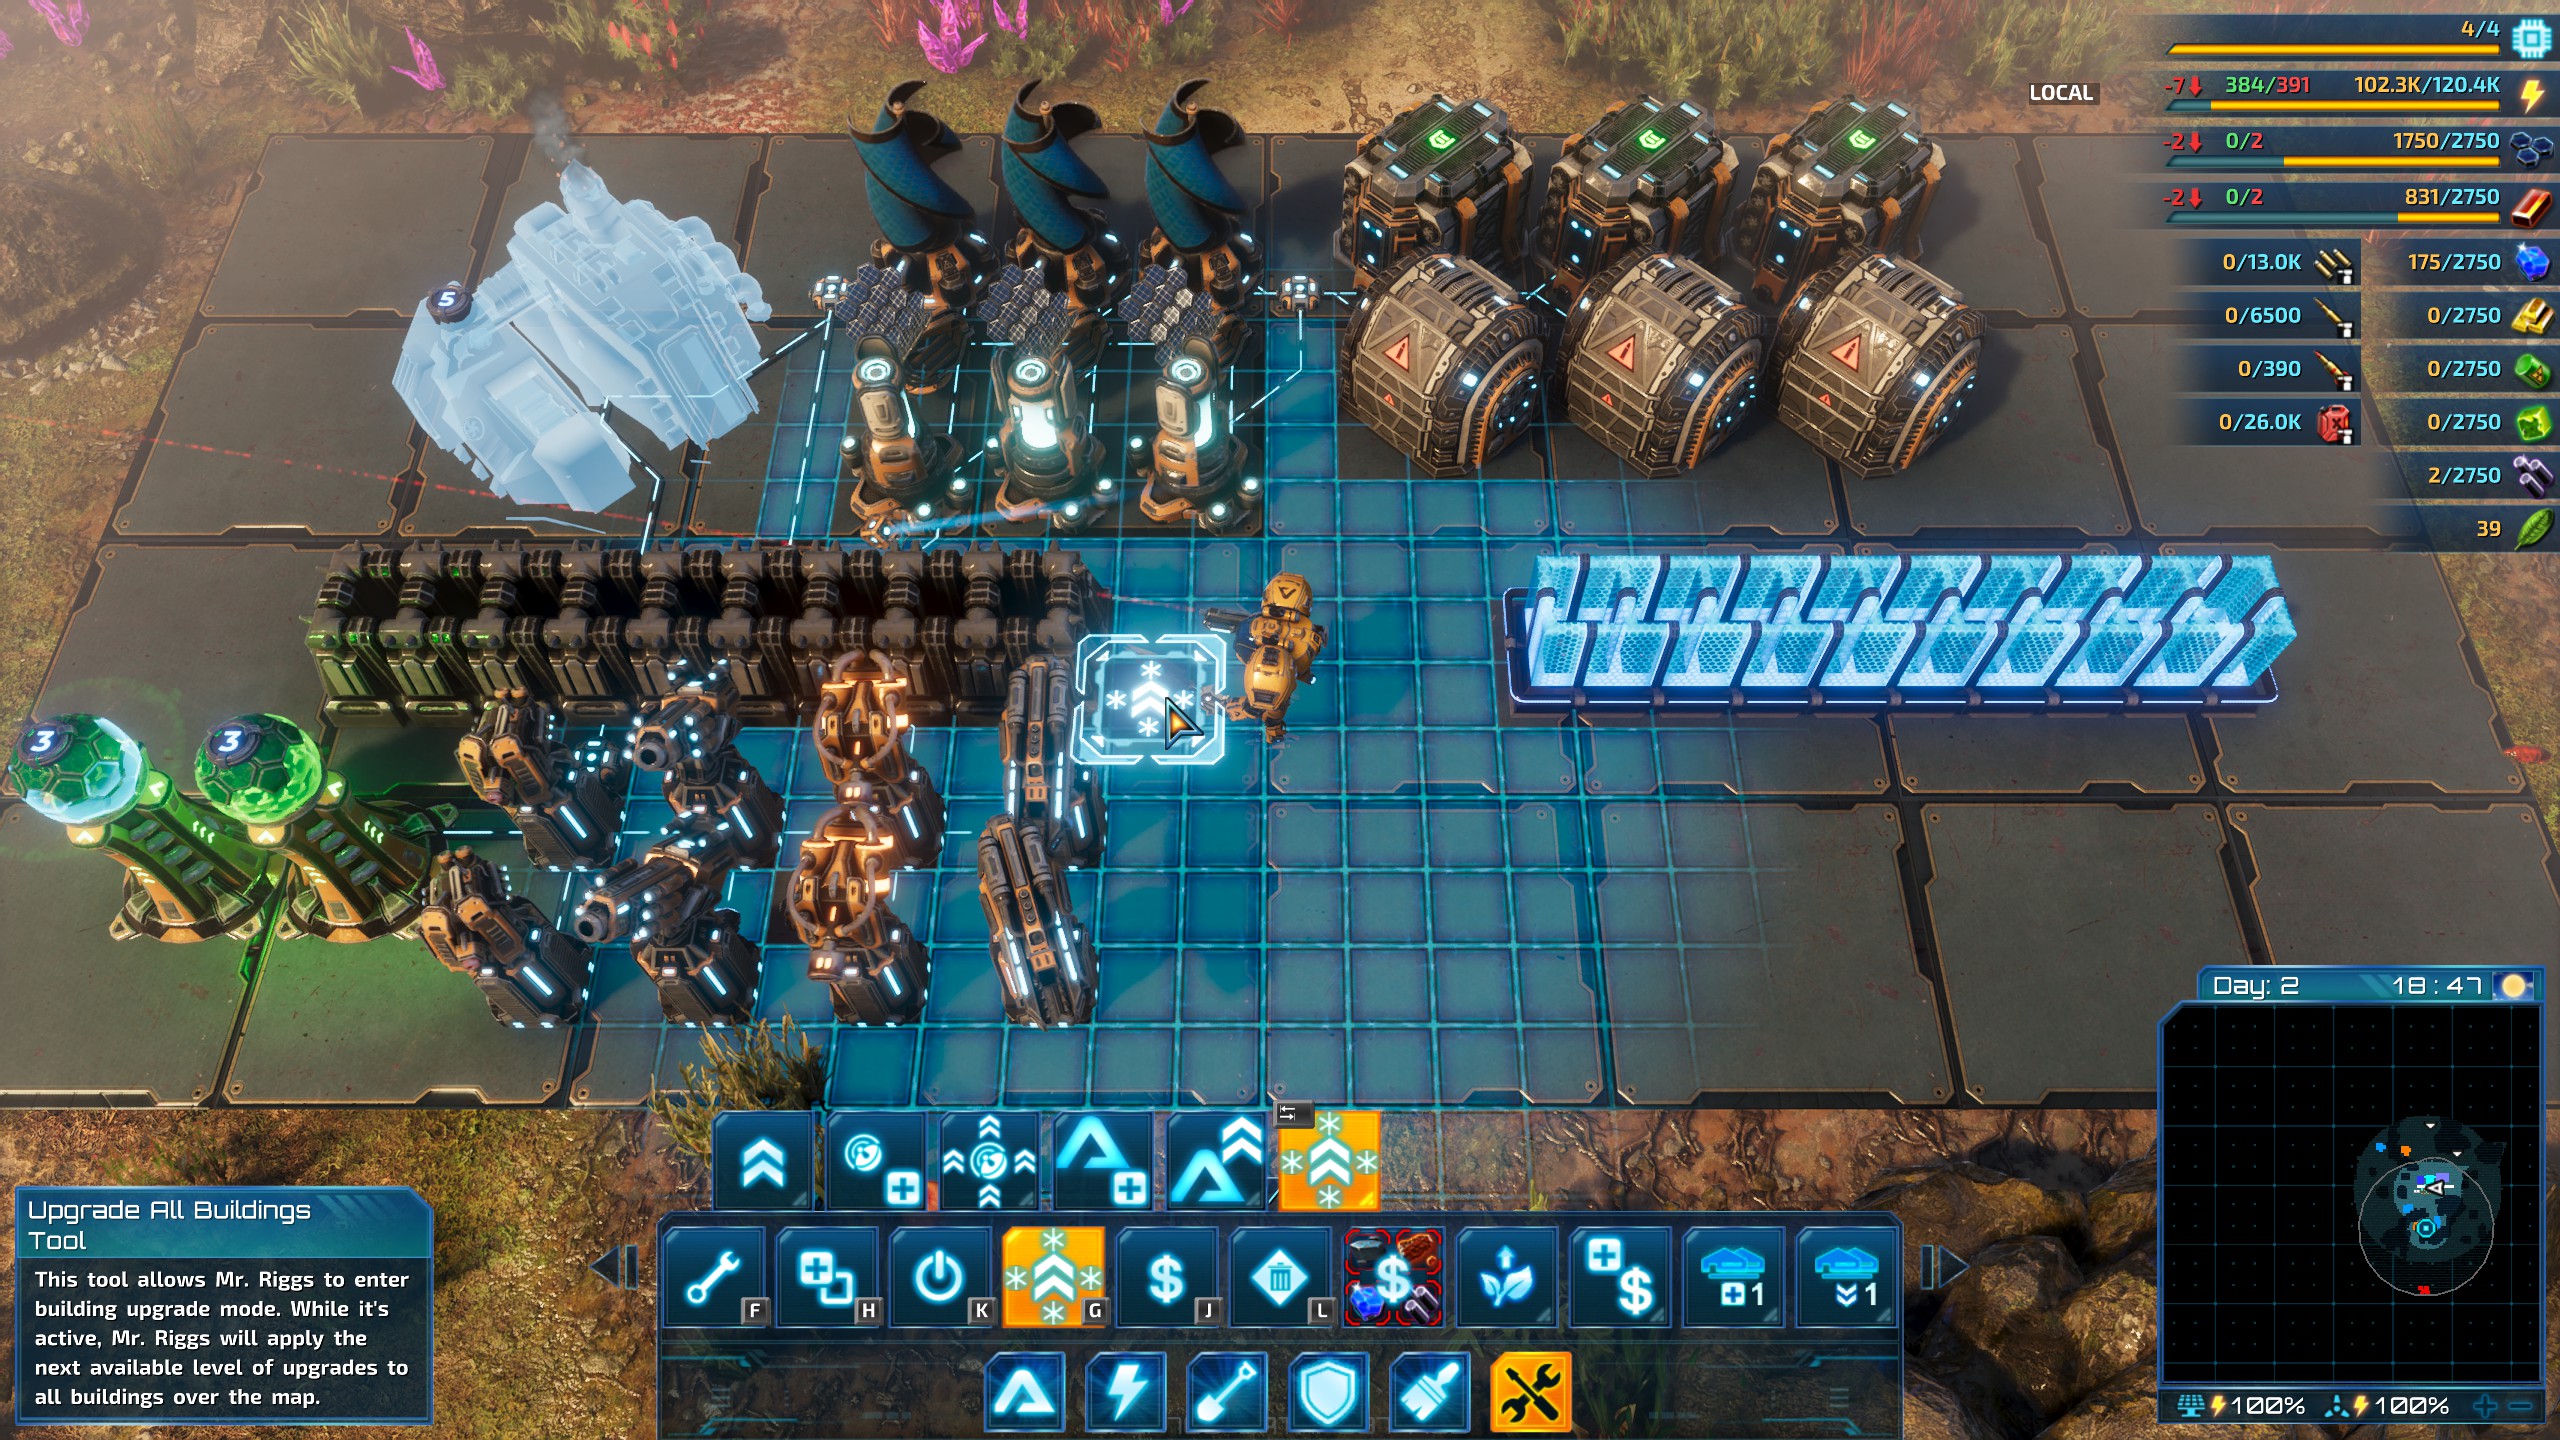 4/4
LOCAL
-7 384/391 102.3K/120.4K
-2 0/2 1750/2750
-2 0/2 831/2750
0/13.0K 175/2750
0/6500 0/2750
0/390 0/2750
0/26.0K 0/2750
2/2750
39
5
3 3
Day: 2 18:47
Upgrade All Buildings
Tool
This tool allows Mr. Riggs to enter
building upgrade mode. While it's
active, Mr. Riggs will apply the
next available level of upgrades to
all buildings over the map.
F H K G $ J L $ $ 1 1
100% 100%